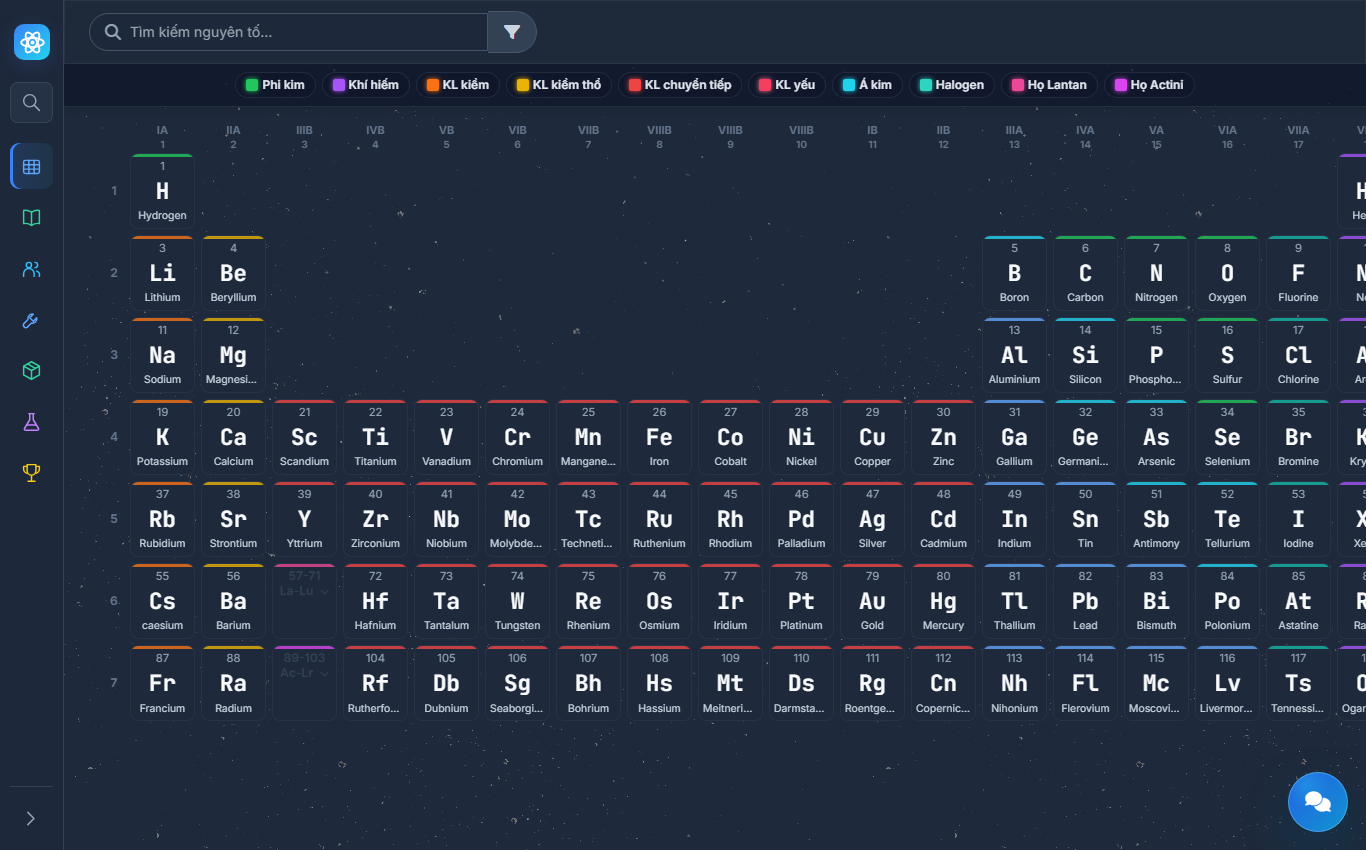 Tìm kiếm nguyên tố...
Phi kim Khí hiếm KL kiềm KL kiềm thổ KL chuyển tiếp KL yếu Á kim Halogen Họ Lantan Họ Actini
IA IIA IIIB IVB VB VIB VIIB VIIIB VIIIB VIIIB IB IIB IIIA IVA VA VIA VIIA
1 2 3 4 5 6 7 8 9 10 11 12 13 14 15 16 17
1
1
H
Hydrogen
2
3 4 5 6 7 8 9
Li Be B C N O F
Lithium Beryllium Boron Carbon Nitrogen Oxygen Fluorine
3
11 12 13 14 15 16 17
Na Mg Al Si P S Cl
Sodium Magnesi... Aluminium Silicon Phospho... Sulfur Chlorine
4
19 20 21 22 23 24 25 26 27 28 29 30 31 32 33 34 35
K Ca Sc Ti V Cr Mn Fe Co Ni Cu Zn Ga Ge As Se Br
Potassium Calcium Scandium Titanium Vanadium Chromium Mangane... Iron Cobalt Nickel Copper Zinc Gallium Germani... Arsenic Selenium Bromine
5
37 38 39 40 41 42 43 44 45 46 47 48 49 50 51 52 53
Rb Sr Y Zr Nb Mo Tc Ru Rh Pd Ag Cd In Sn Sb Te I
Rubidium Strontium Yttrium Zirconium Niobium Molybde... Techneti... Ruthenium Rhodium Palladium Silver Cadmium Indium Tin Antimony Tellurium Iodine
6
55 56 57-71 72 73 74 75 76 77 78 79 80 81 82 83 84 85
La-Lu
Cs Ba Hf Ta W Re Os Ir Pt Au Hg Tl Pb Bi Po At
caesium Barium Hafnium Tantalum Tungsten Rhenium Osmium Iridium Platinum Gold Mercury Thallium Lead Bismuth Polonium Astatine
7
87 88 89-103 104 105 106 107 108 109 110 111 112 113 114 115 116 117
Ac-Lr
Fr Ra Rf Db Sg Bh Hs Mt Ds Rg Cn Nh Fl Mc Lv Ts
Francium Radium Rutherfo... Dubnium Seaborgi... Bohrium Hassium Meitneri... Darmsta... Roentge... Copernic... Nihonium Flerovium Moscovi... Livermor... Tennessi...